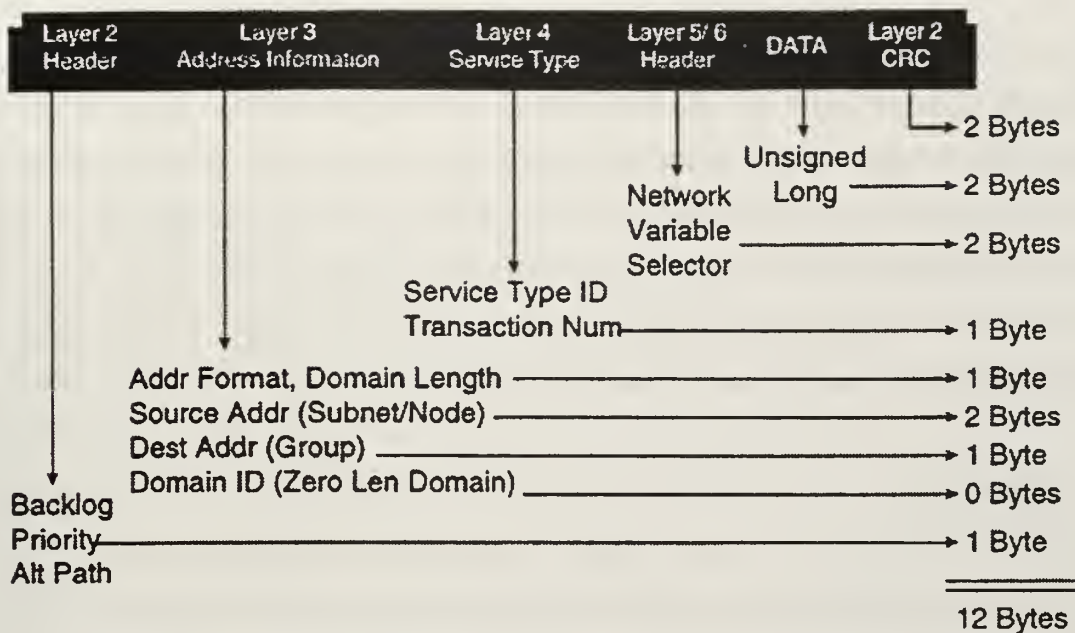 Layer 2 Header
Layer 3 Address Information
Layer 4 Service Type
Layer 5/6 Header
DATA
Layer 2 CRC
2 Bytes
Unsigned Long
2 Bytes
Network Variable Selector
2 Bytes
Service Type ID
Transaction Num
1 Byte
Addr Format, Domain Length
1 Byte
Source Addr (Subnet/Node)
2 Bytes
Dest Addr (Group)
1 Byte
Domain ID (Zero Len Domain)
0 Bytes
Backlog
Priority
Alt Path
1 Byte
12 Bytes